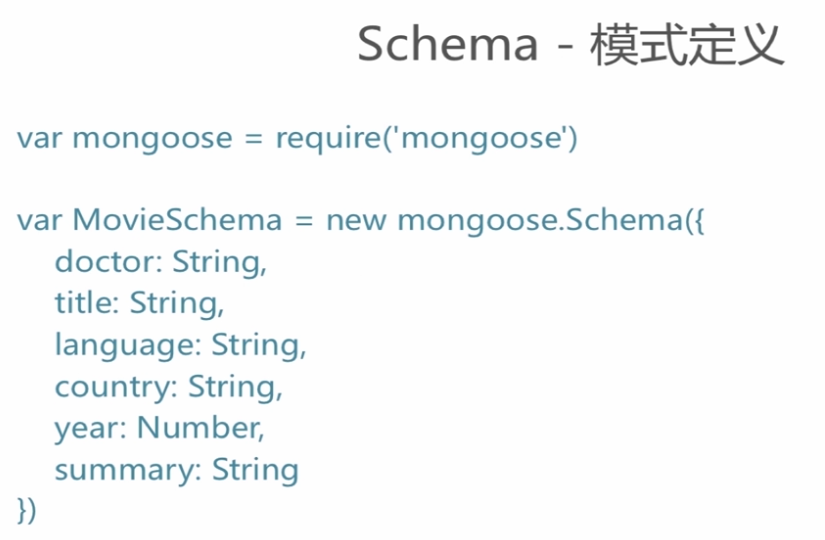 Schema - 模式定义
var mongoose = require('mongoose')
var MovieSchema = new mongoose.Schema({
doctor: String,
title: String,
language: String,
country: String,
year: Number,
summary: String
})